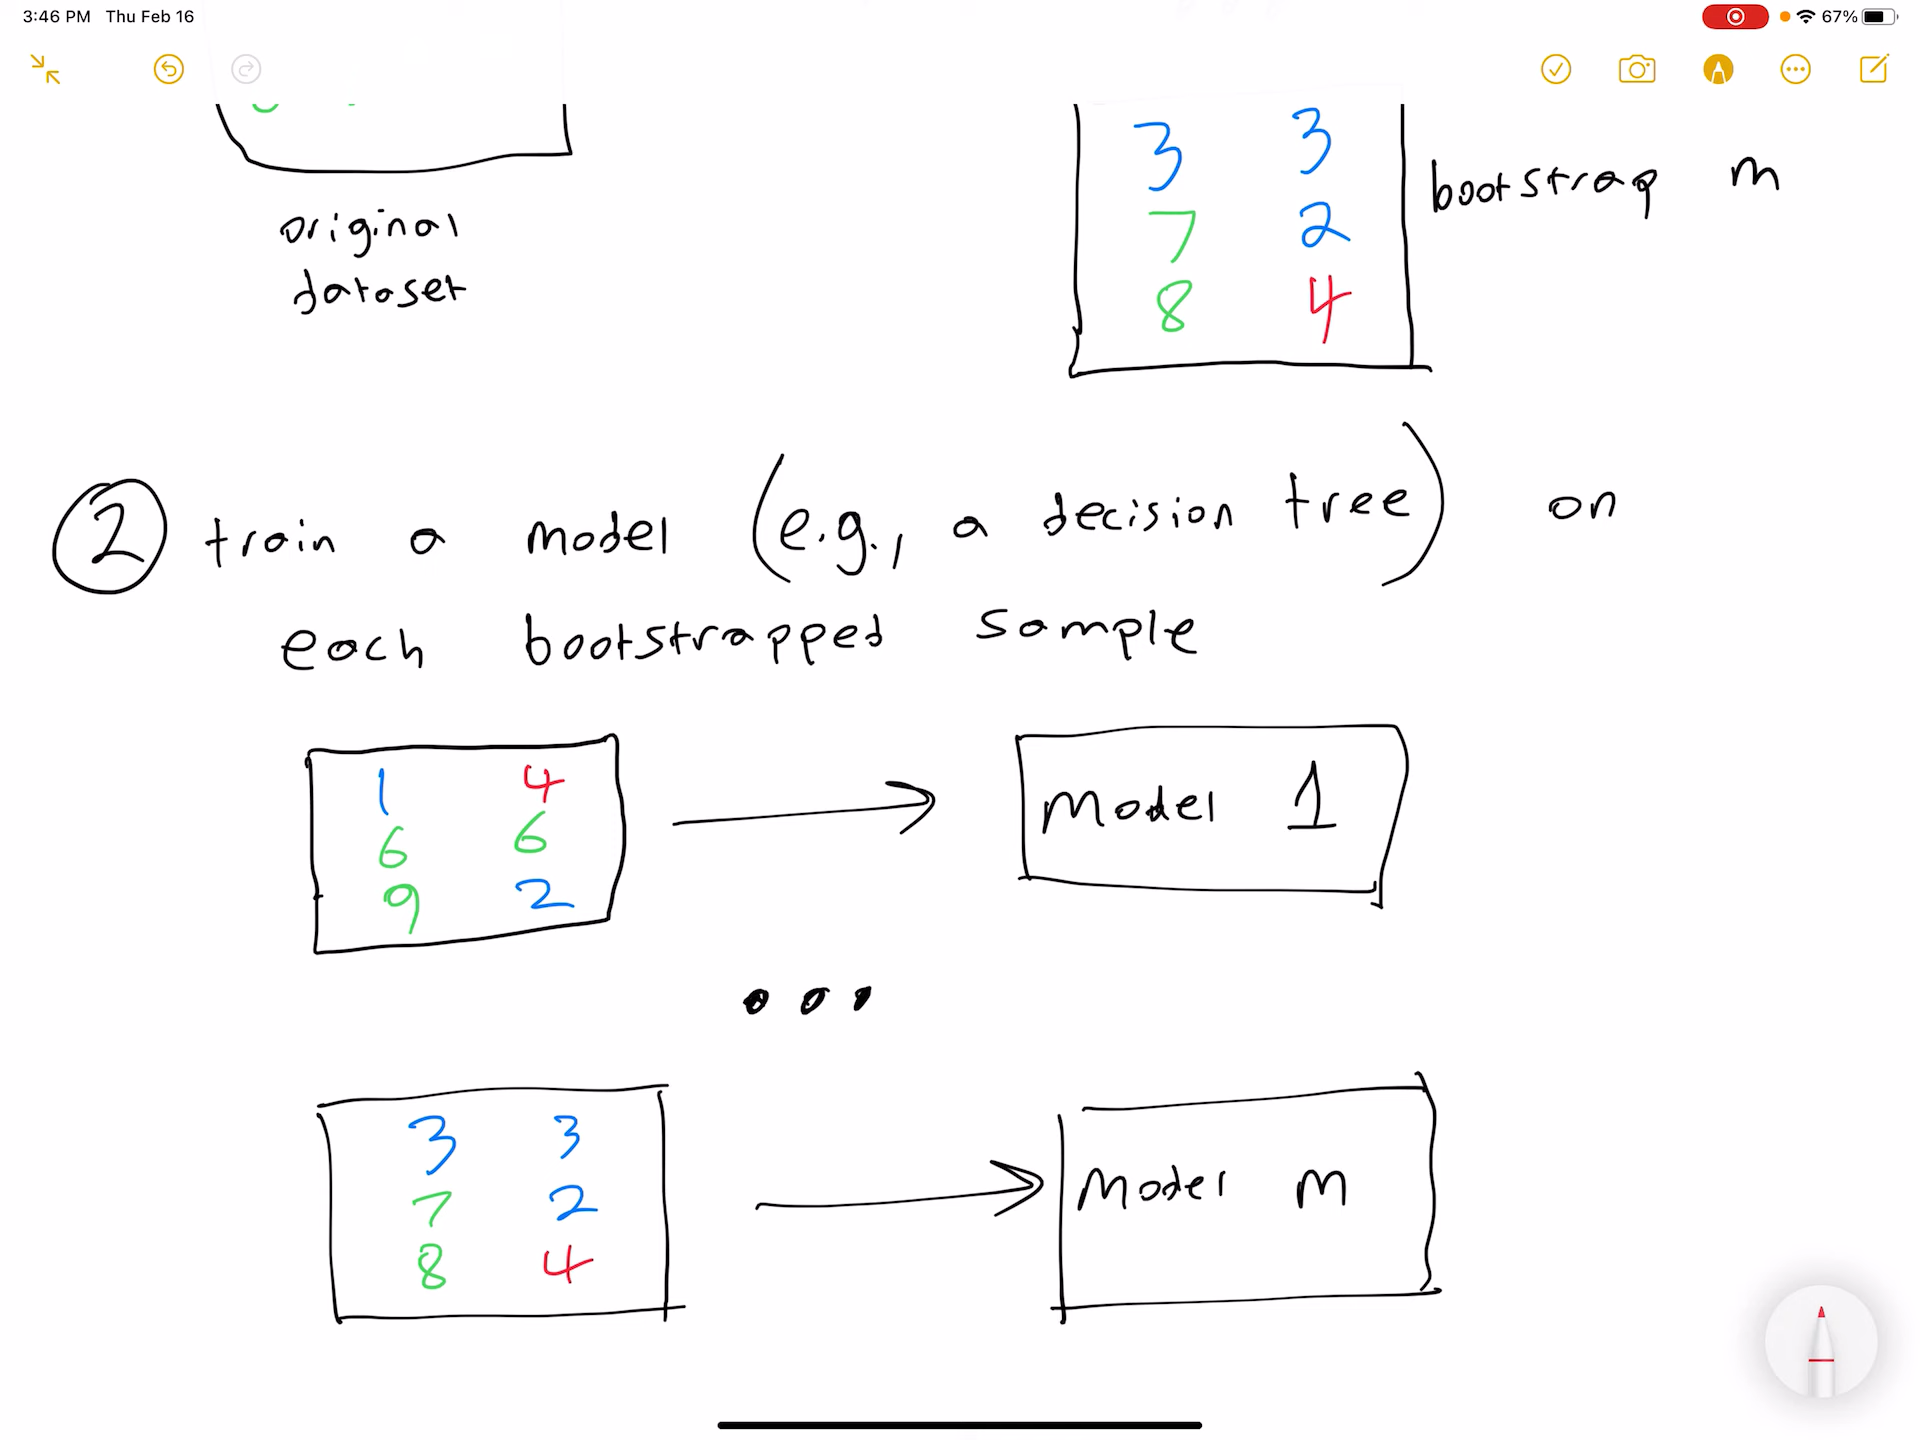 3:46 PM Thu Feb 16
67%
original
dataset
3 3
7 2
8 4
bootstrap m
2 train a model (e.g., a decision tree) on
each bootstrapped sample
1 4
6 6
9 2
Model 1
...
3 3
7 2
8 4
Model m